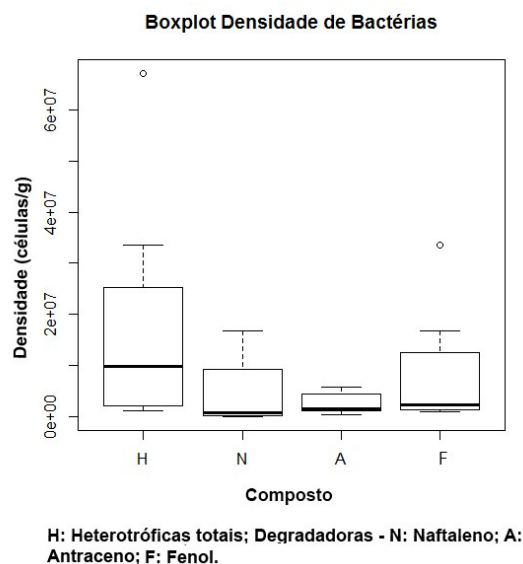 Boxplot Densidade de Bactérias
Densidade (células/g)
6e+07
4e+07
2e+07
0e+00
H N A F
Composto
H: Heterotróficas totais; Degradadoras - N: Naftaleno; A:
Antraceno; F: Fenol.